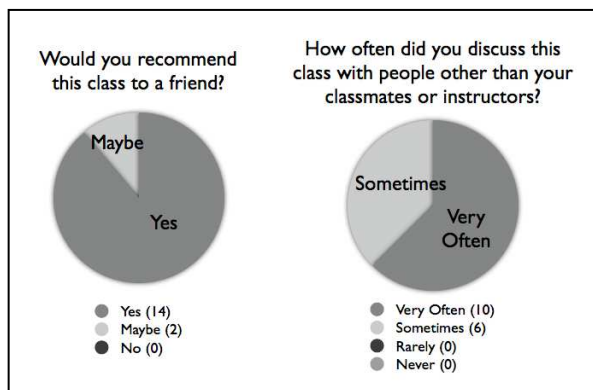 Would you recommend
this class to a friend?
Maybe
Yes
Yes (14)
Maybe (2)
No (0)
How often did you discuss this
class with people other than your
classmates or instructors?
Sometimes
Very
Often
Very Often (10)
Sometimes (6)
Rarely (0)
Never (0)